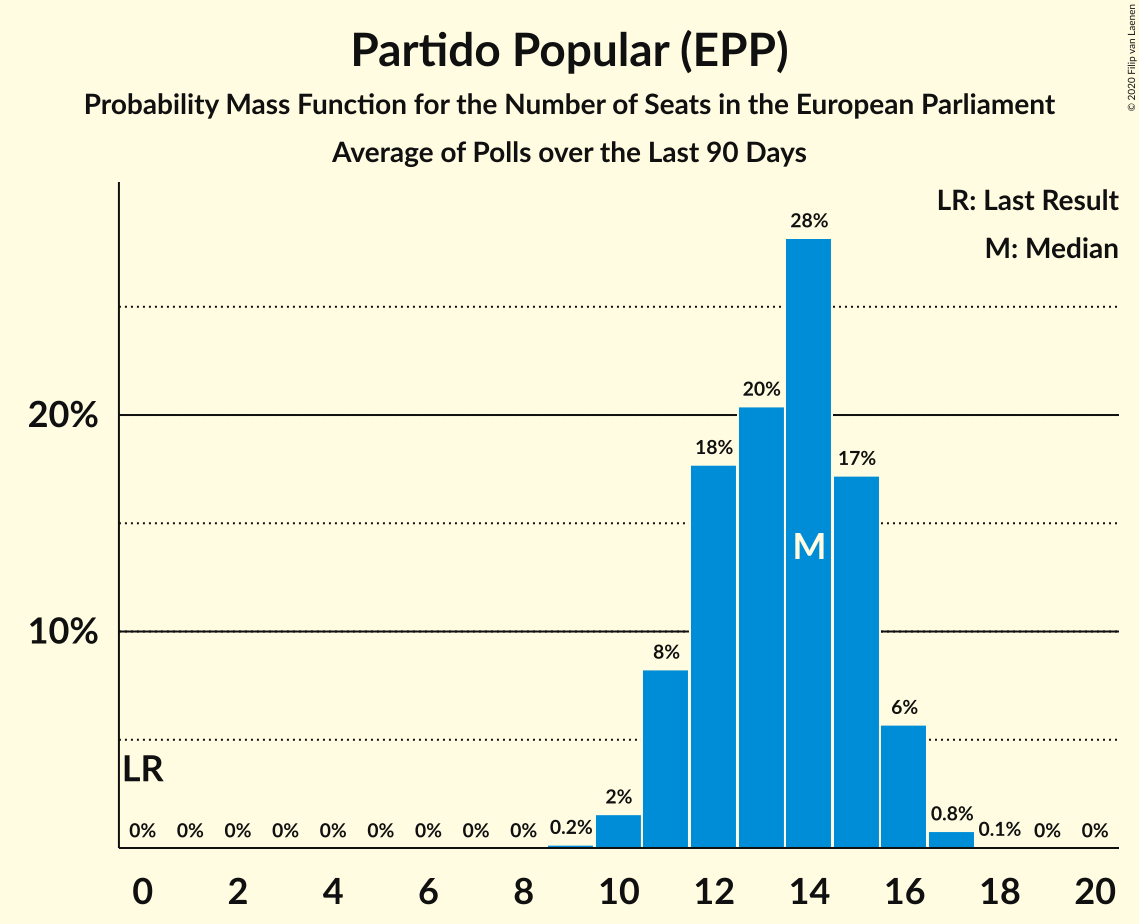 Partido Popular (EPP)
Probability Mass Function for the Number of Seats in the European Parliament
Average of Polls over the Last 90 Days
© 2020 Filip van Laenen
LR: Last Result
M: Median
28%
20%
20%
18%
17%
M
10%
8%
6%
LR
2%
0% 0% 0% 0% 0% 0% 0% 0% 0% 0.2% 0.8% 0.1% 0% 0%
0 2 4 6 8 10 12 14 16 18 20